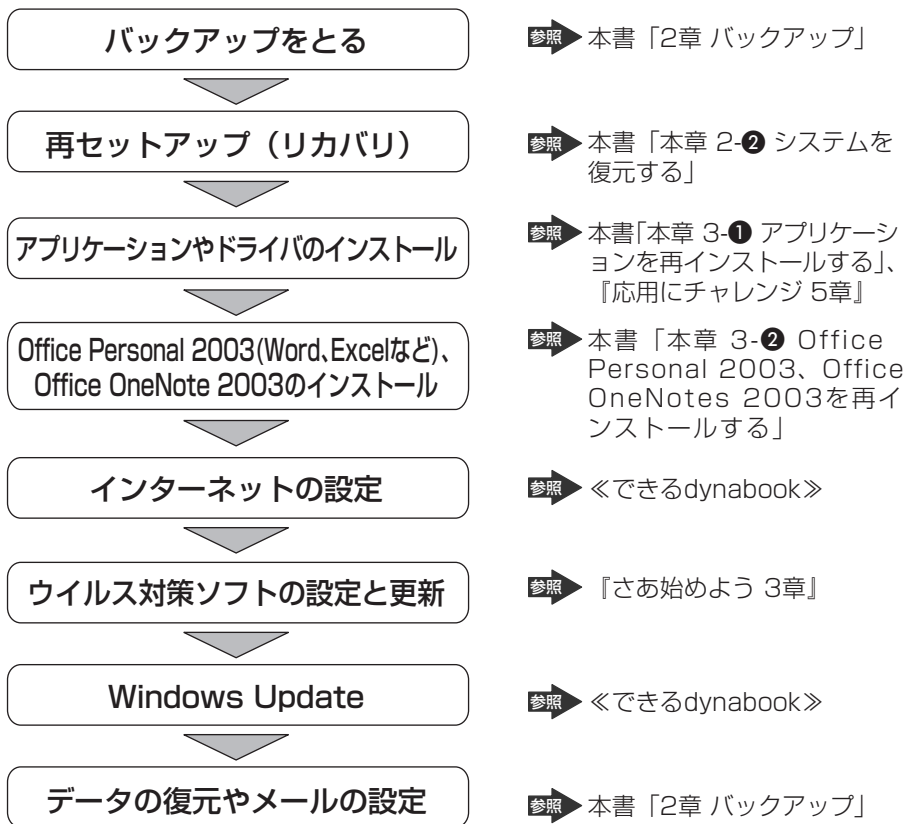 バックアップをとる
参照 本書「2章 バックアップ」
再セットアップ（リカバリ）
参照 本書「本章 2-❷ システムを
復元する」
アプリケーションやドライバのインストール
参照 本書「本章 3-❶ アプリケーシ
ョンを再インストールする」、
『応用にチャレンジ 5章』
Office Personal 2003(Word、Excelなど)、
Office OneNote 2003のインストール
参照 本書「本章 3-❷ Office
Personal 2003、Office
OneNotes 2003を再イ
ンストールする」
インターネットの設定
参照 ≪できるdynabook≫
ウイルス対策ソフトの設定と更新
参照 『さあ始めよう 3章』
Windows Update
参照 ≪できるdynabook≫
データの復元やメールの設定
参照 本書「2章 バックアップ」